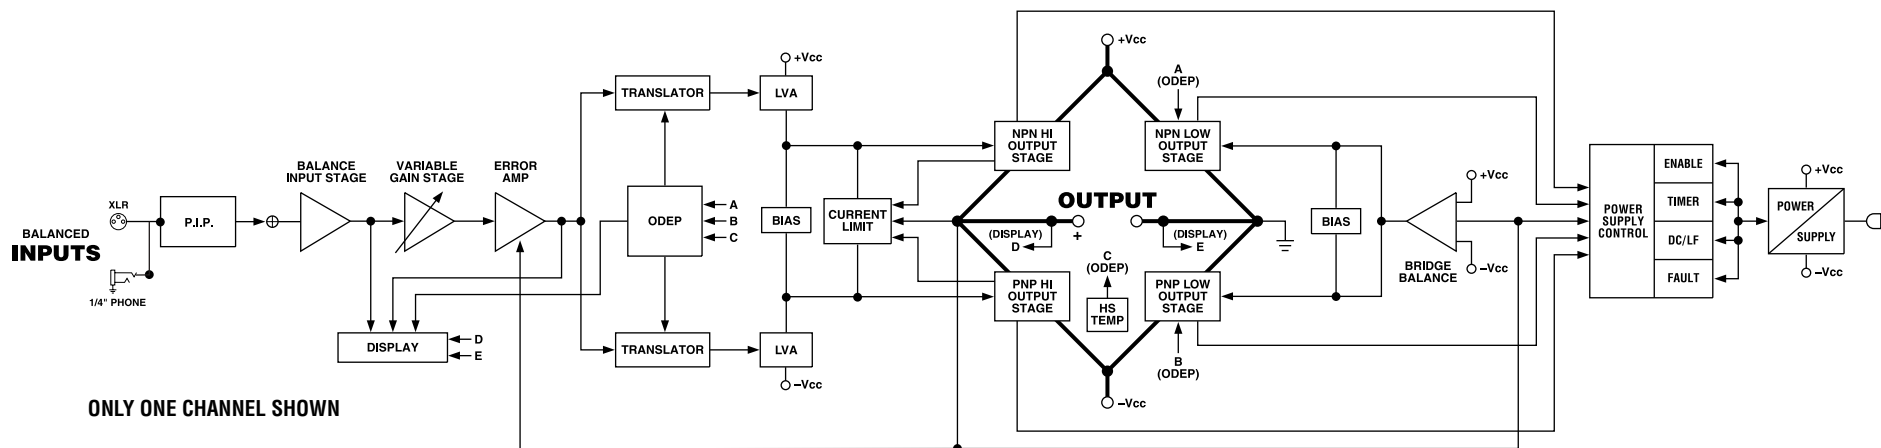 BALANCED
INPUTS
XLR
1/4" PHONE
P.I.P.
BALANCE
INPUT STAGE
VARIABLE
GAIN STAGE
ERROR
AMP
DISPLAY
D
E
TRANSLATOR
ODEP
A
B
C
TRANSLATOR
+Vcc
LVA
BIAS
LVA
–Vcc
CURRENT
LIMIT
+Vcc
NPN HI
OUTPUT
STAGE
A
(ODEP)
NPN LOW
OUTPUT
STAGE
OUTPUT
(DISPLAY)
D
+
(DISPLAY)
E
C
(ODEP)
HS
TEMP
PNP HI
OUTPUT
STAGE
PNP LOW
OUTPUT
STAGE
B
(ODEP)
–Vcc
BIAS
+Vcc
–Vcc
BRIDGE
BALANCE
POWER
SUPPLY
CONTROL
ENABLE
TIMER
DC/LF
FAULT
+Vcc
POWER
SUPPLY
–Vcc
ONLY ONE CHANNEL SHOWN